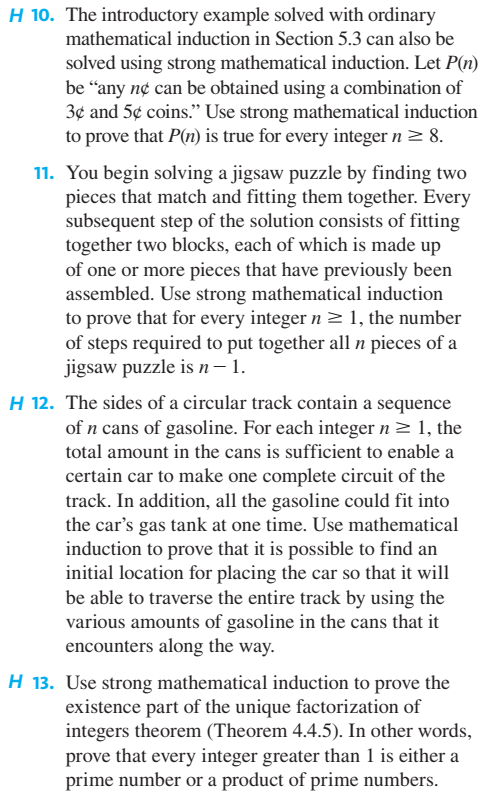 H 10. The introductory example solved with ordinary
mathematical induction in Section 5.3 can also be
solved using strong mathematical induction. Let P(n)
be “any n¢ can be obtained using a combination of
3¢ and 5¢ coins.” Use strong mathematical induction
to prove that P(n) is true for every integer n ≥ 8.
11. You begin solving a jigsaw puzzle by finding two
pieces that match and fitting them together. Every
subsequent step of the solution consists of fitting
together two blocks, each of which is made up
of one or more pieces that have previously been
assembled. Use strong mathematical induction
to prove that for every integer n ≥ 1, the number
of steps required to put together all n pieces of a
jigsaw puzzle is n − 1.
H 12. The sides of a circular track contain a sequence
of n cans of gasoline. For each integer n ≥ 1, the
total amount in the cans is sufficient to enable a
certain car to make one complete circuit of the
track. In addition, all the gasoline could fit into
the car’s gas tank at one time. Use mathematical
induction to prove that it is possible to find an
initial location for placing the car so that it will
be able to traverse the entire track by using the
various amounts of gasoline in the cans that it
encounters along the way.
H 13. Use strong mathematical induction to prove the
existence part of the unique factorization of
integers theorem (Theorem 4.4.5). In other words,
prove that every integer greater than 1 is either a
prime number or a product of prime numbers.